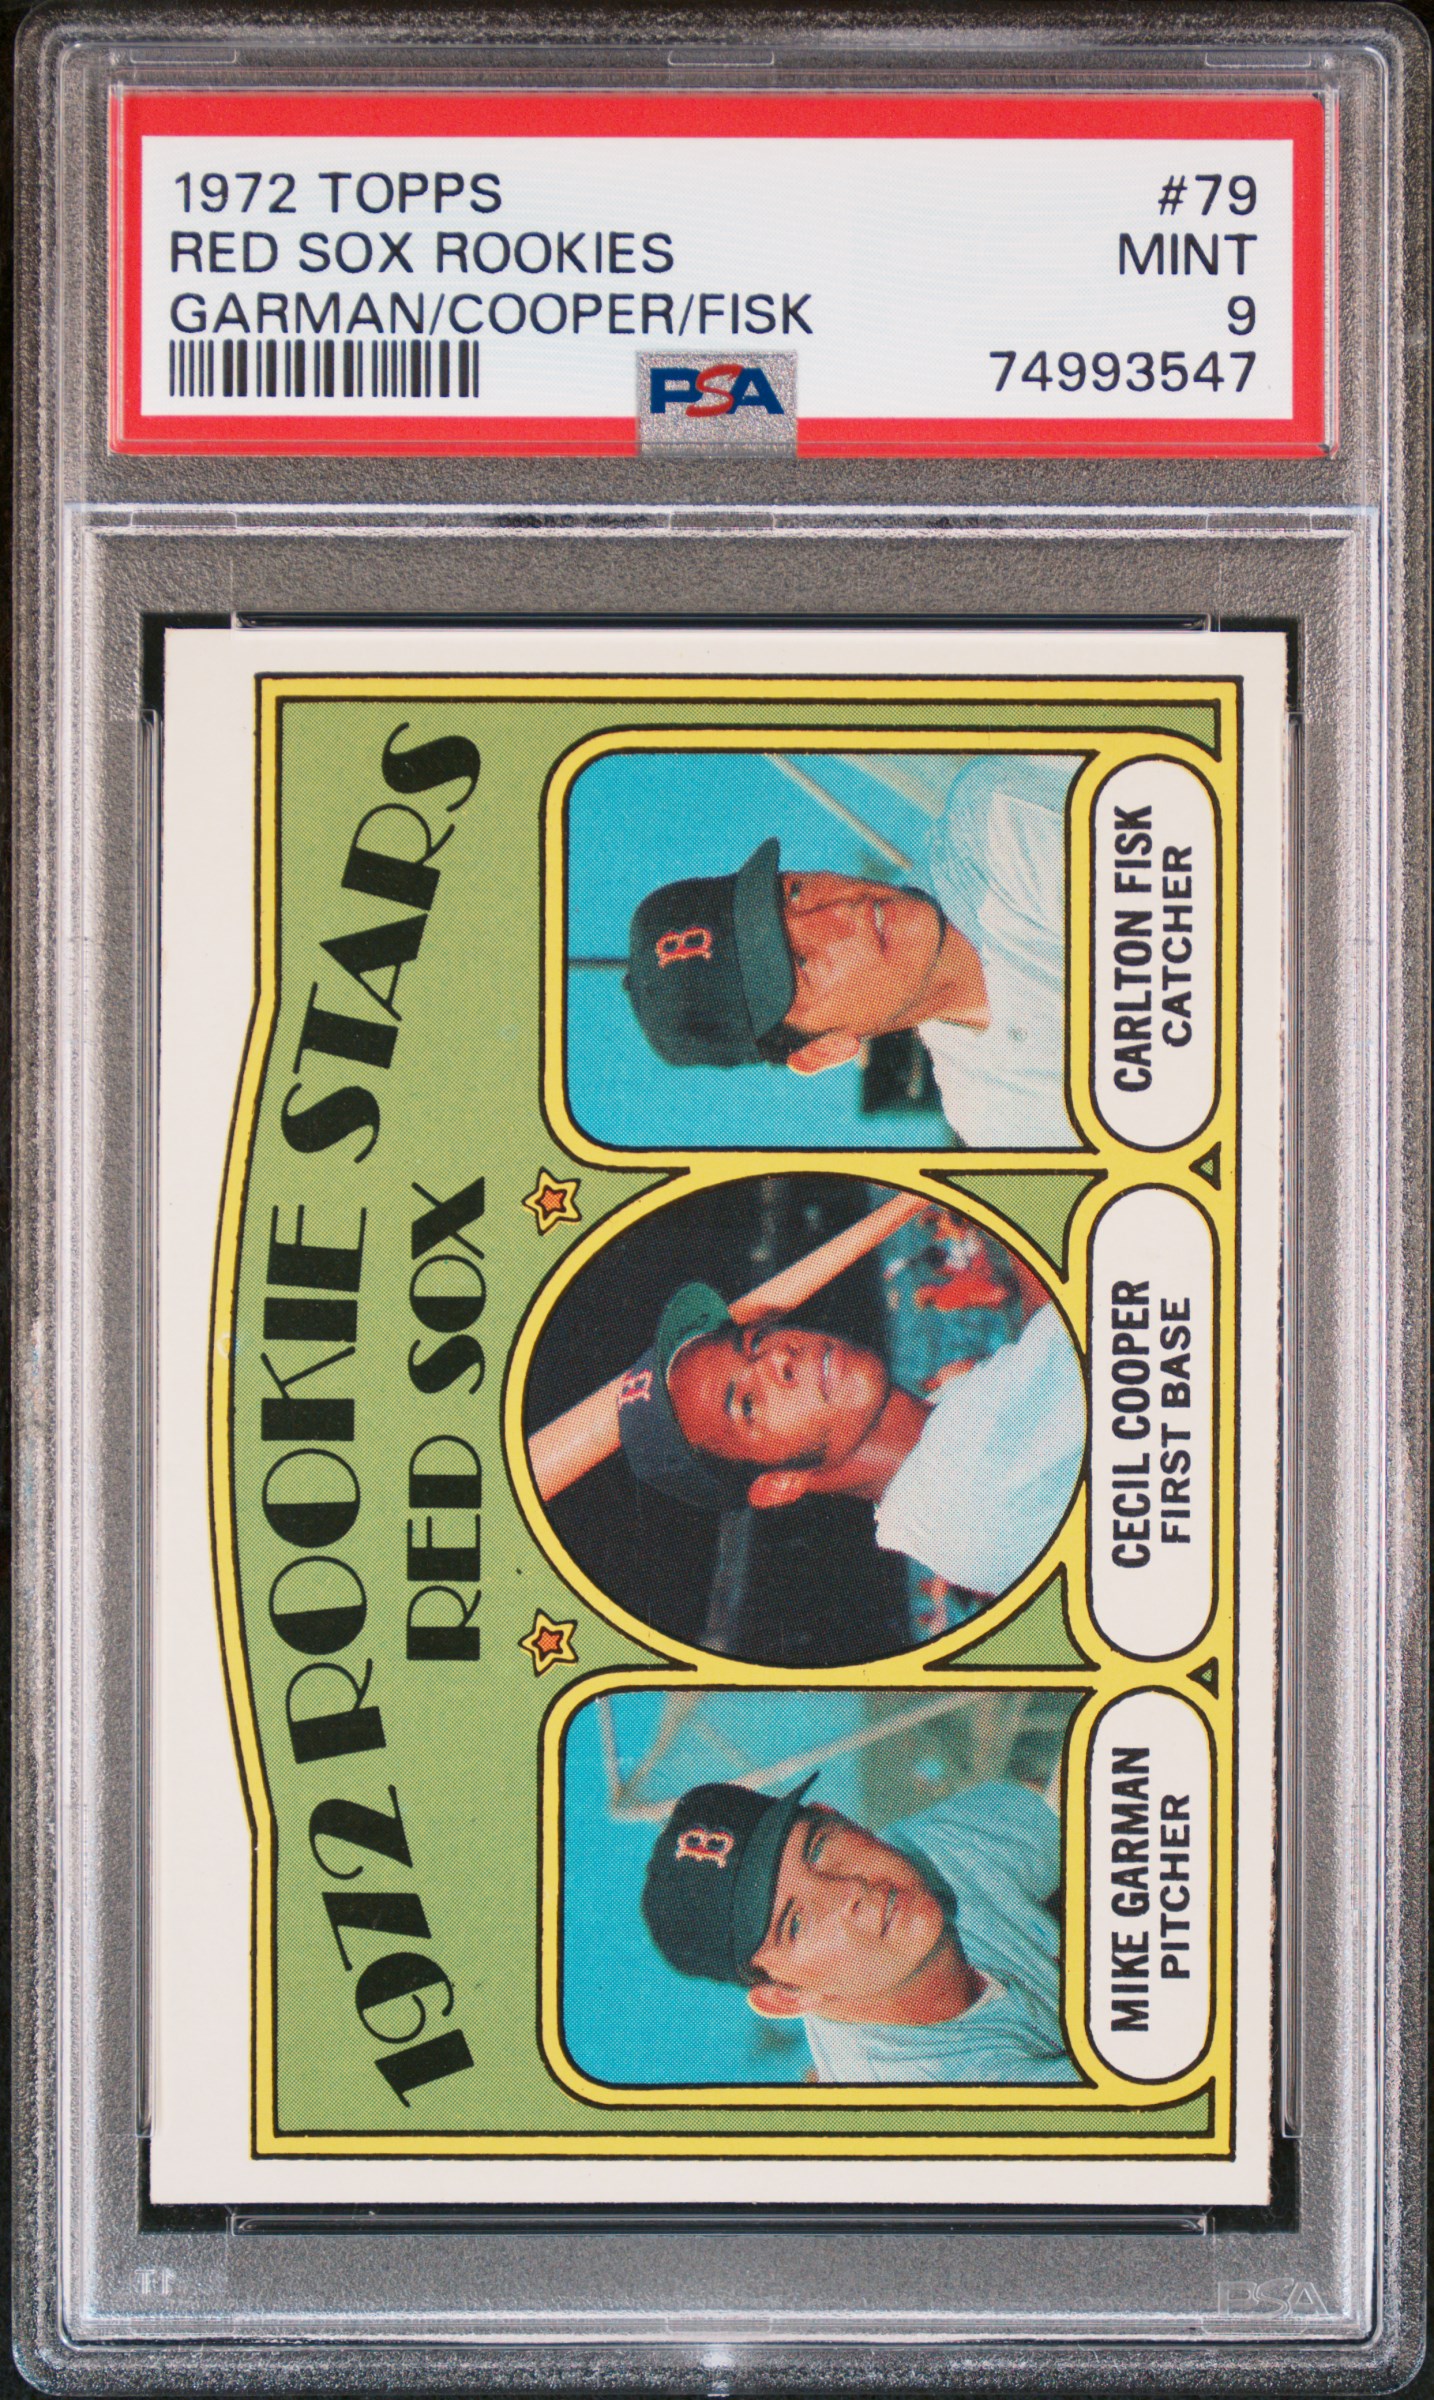 1972 TOPPS
RED SOX ROOKIES
GARMAN/COOPER/FISK
#79
MINT
9
74993547
PSA
1972 ROOKIE STARS
RED SOX
B
B
B
MIKE GARMAN
PITCHER
CECIL COOPER
FIRST BASE
CARLTON FISK
CATCHER
PSA